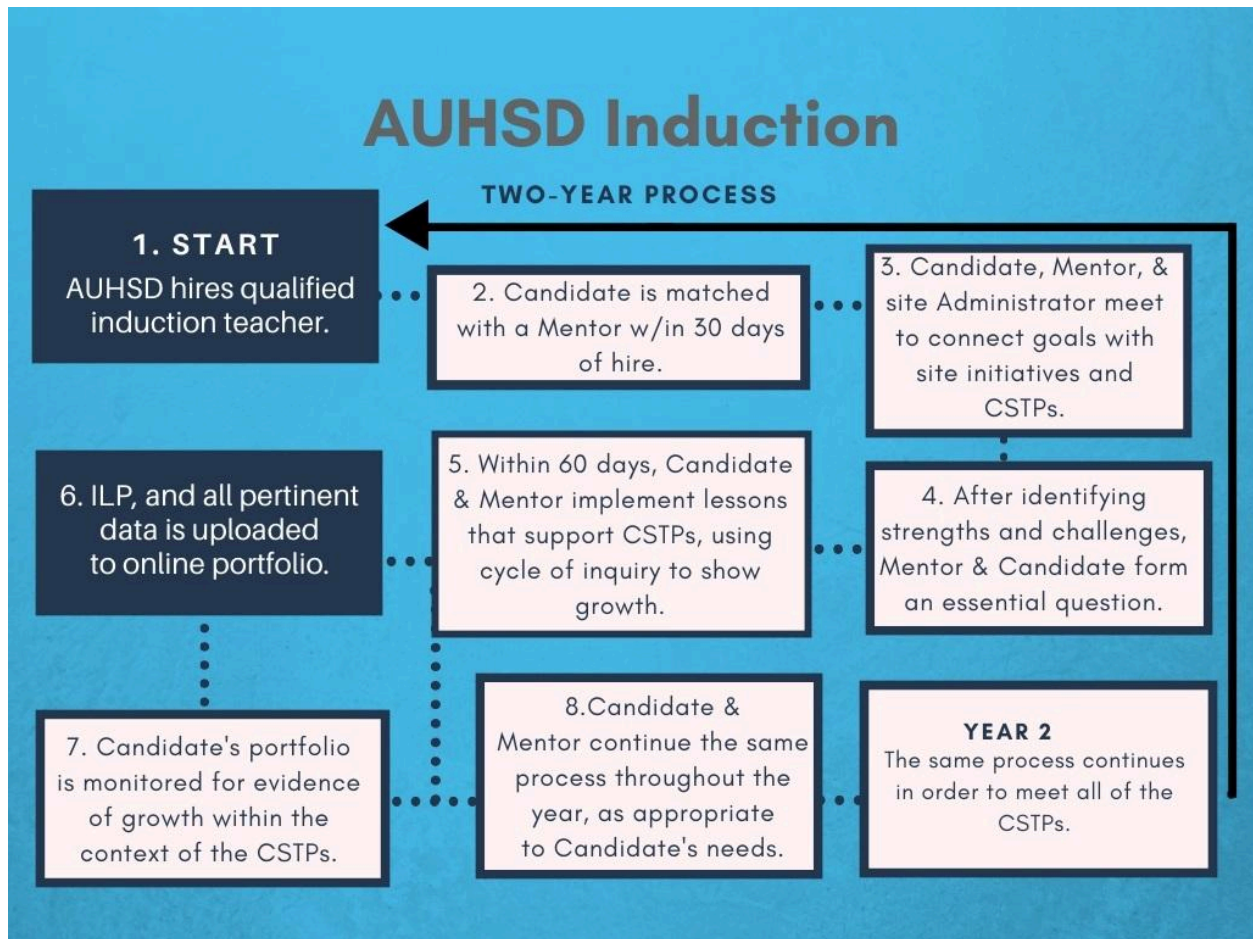 AUHSD Induction
TWO-YEAR PROCESS
1. START
AUHSD hires qualified
induction teacher.
2. Candidate is matched
with a Mentor w/in 30 days
of hire.
3. Candidate, Mentor, &
site Administrator meet
to connect goals with
site initiatives and
CSTPs.
4. After identifying
strengths and challenges,
Mentor & Candidate form
an essential question.
5. Within 60 days, Candidate
& Mentor implement lessons
that support CSTPs, using
cycle of inquiry to show
growth.
6. ILP, and all pertinent
data is uploaded
to online portfolio.
7. Candidate's portfolio
is monitored for evidence
of growth within the
context of the CSTPs.
8.Candidate &
Mentor continue the same
process throughout the
year, as appropriate
to Candidate's needs.
YEAR 2
The same process continues
in order to meet all of the
CSTPs.